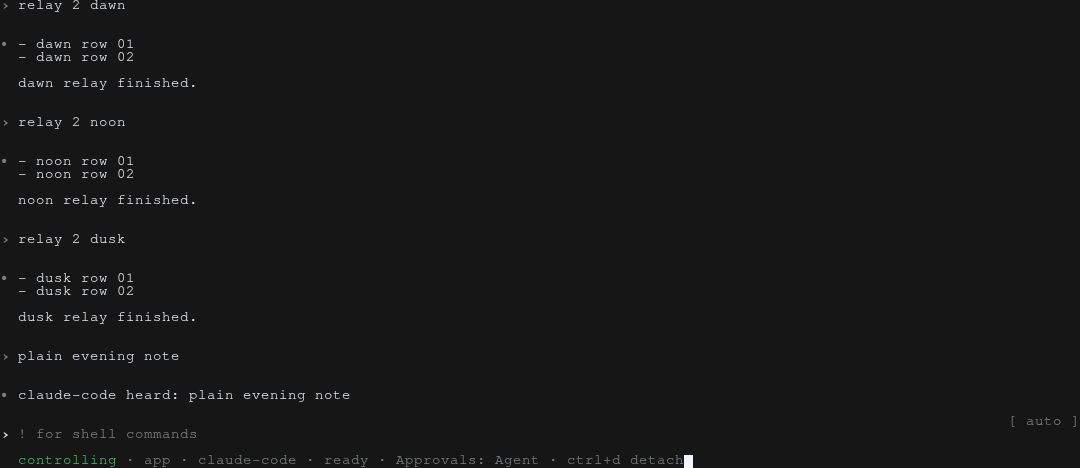 › relay 2 dawn
• – dawn row 01
– dawn row 02
dawn relay finished.
› relay 2 noon
• – noon row 01
– noon row 02
noon relay finished.
› relay 2 dusk
• – dusk row 01
– dusk row 02
dusk relay finished.
› plain evening note
• claude-code heard: plain evening note
[ auto ]
› ! for shell commands
controlling · app · claude-code · ready · Approvals: Agent · ctrl+d detach